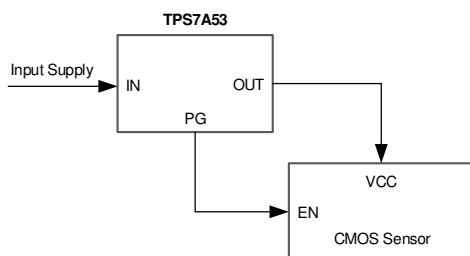 TPS7A53
Input Supply
IN
OUT
PG
VCC
EN
CMOS Sensor